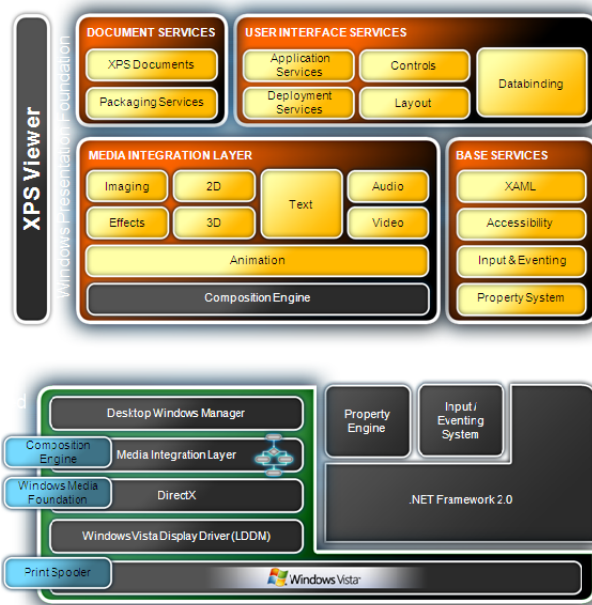 XPS Viewer
Windows Presentation Foundation
DOCUMENT SERVICES
XPS Documents
Packaging Services
USER INTERFACE SERVICES
Application
Services
Controls
Databinding
Deployment
Services
Layout
MEDIA INTEGRATION LAYER
Imaging
2D
Text
Audio
Effects
3D
Video
Animation
Composition Engine
BASE SERVICES
XAML
Accessibility
Input & Eventing
Property System
d
Desktop Windows Manager
Composition
Engine
Media Integration Layer
Windows Media
Foundation
DirectX
Windows Vista Display Driver (LDDM)
Property
Engine
Input /
Eventing
System
.NET Framework 2.0
Print Spooler
Windows Vista